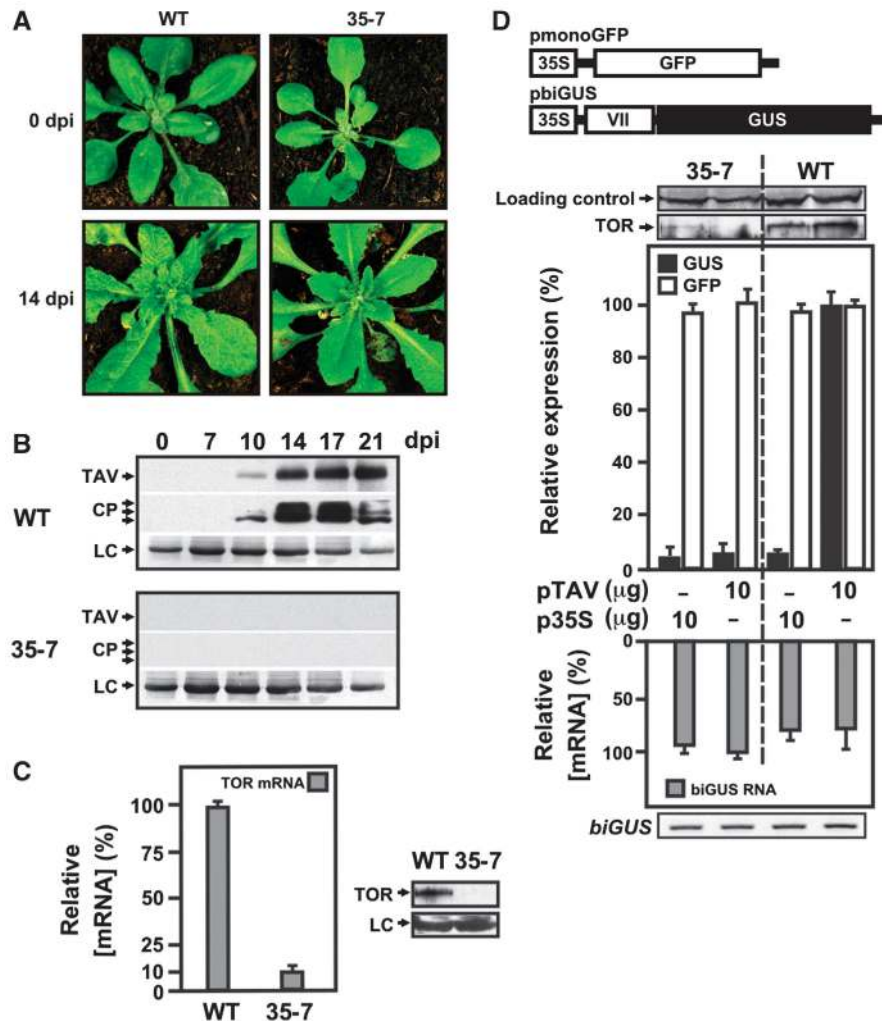 A
WT 35-7
0 dpi
14 dpi
B
0 7 10 14 17 21 dpi
WT
TAV
CP
LC
35-7
TAV
CP
LC
C
Relative [mRNA] (%)
TOR mRNA
100
75
50
25
10
0
WT 35-7
WT 35-7
TOR
LC
D
pmonoGFP
35S GFP
pbiGUS
35S VII GUS
35-7 WT
Loading control
TOR
GUS
GFP
Relative expression (%)
100
80
60
40
20
0
pTAV (μg) – 10 – 10
p35S (μg) 10 – 10 –
Relative [mRNA] (%)
0
50
100
biGUS RNA
biGUS